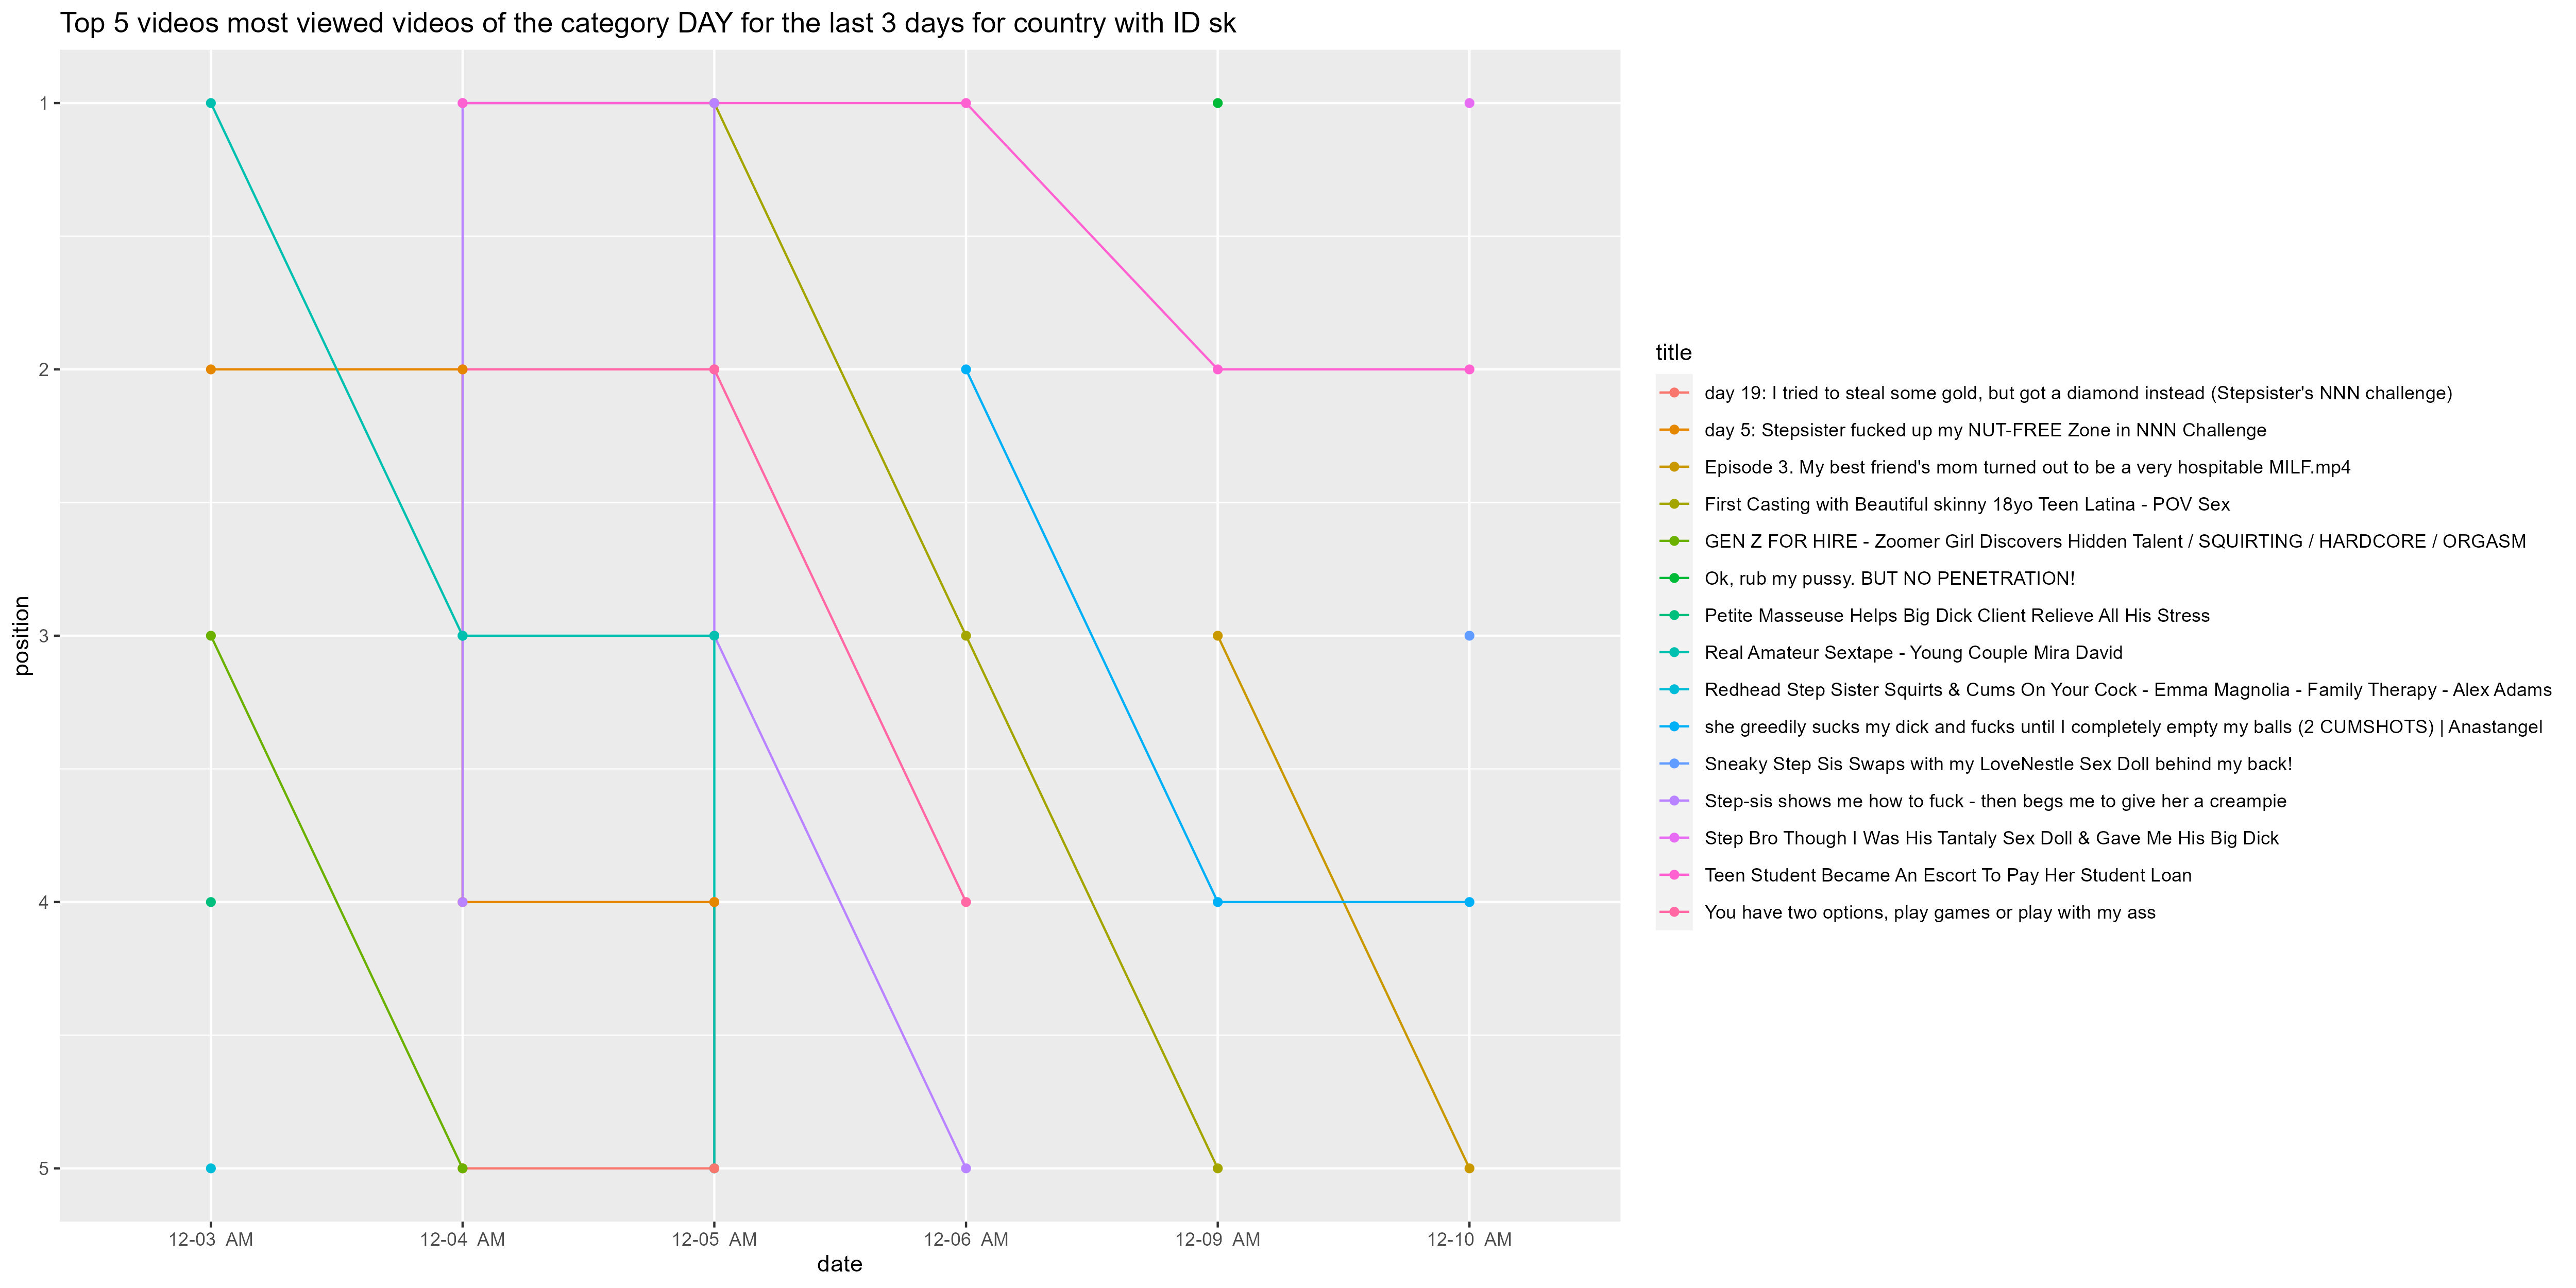 Top 5 videos most viewed videos of the category DAY for the last 3 days for country with ID sk
position
1
2
3
4
5
12-03 AM
12-04 AM
12-05 AM
12-06 AM
12-09 AM
12-10 AM
date
title
day 19: I tried to steal some gold, but got a diamond instead (Stepsister's NNN challenge)
day 5: Stepsister fucked up my NUT-FREE Zone in NNN Challenge
Episode 3. My best friend's mom turned out to be a very hospitable MILF.mp4
First Casting with Beautiful skinny 18yo Teen Latina - POV Sex
GEN Z FOR HIRE - Zoomer Girl Discovers Hidden Talent / SQUIRTING / HARDCORE / ORGASM
Ok, rub my pussy. BUT NO PENETRATION!
Petite Masseuse Helps Big Dick Client Relieve All His Stress
Real Amateur Sextape - Young Couple Mira David
Redhead Step Sister Squirts & Cums On Your Cock - Emma Magnolia - Family Therapy - Alex Adams
she greedily sucks my dick and fucks until I completely empty my balls (2 CUMSHOTS) | Anastangel
Sneaky Step Sis Swaps with my LoveNestle Sex Doll behind my back!
Step-sis shows me how to fuck - then begs me to give her a creampie
Step Bro Though I Was His Tantaly Sex Doll & Gave Me His Big Dick
Teen Student Became An Escort To Pay Her Student Loan
You have two options, play games or play with my ass